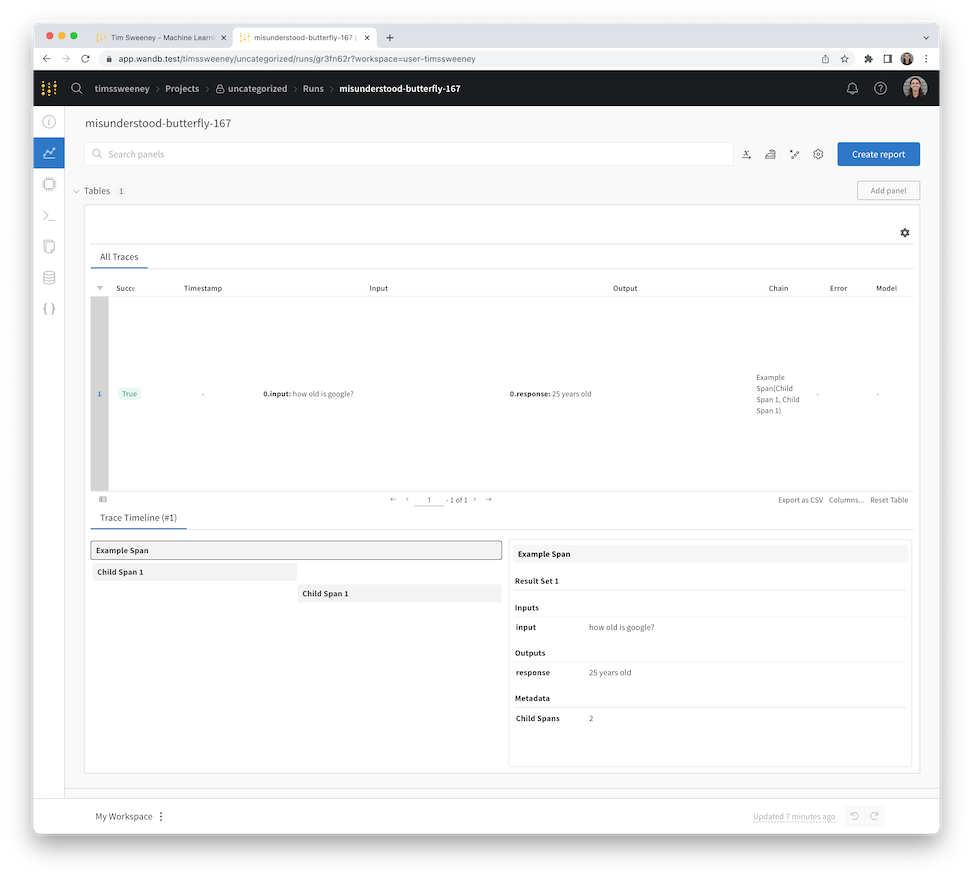 Tim Sweeney - Machine Learni
misunderstood-butterfly-167 |
app.wandb.test/timssweeney/uncategorized/runs/gr3fn62r?workspace=user-timssweeney
timssweeney > Projects > uncategorized > Runs > misunderstood-butterfly-167
misunderstood-butterfly-167
Search panels
Create report
Tables 1
Add panel
All Traces
Succe Timestamp Input Output Chain Error Model
1 True - 0.input: how old is google? 0.response: 25 years old Example Span(Child Span 1, Child Span 1) - -
1 - 1 of 1
Export as CSV Columns... Reset Table
Trace Timeline (#1)
Example Span
Child Span 1
Child Span 1
Example Span
Result Set 1
Inputs
input how old is google?
Outputs
response 25 years old
Metadata
Child Spans 2
My Workspace
Updated 7 minutes ago